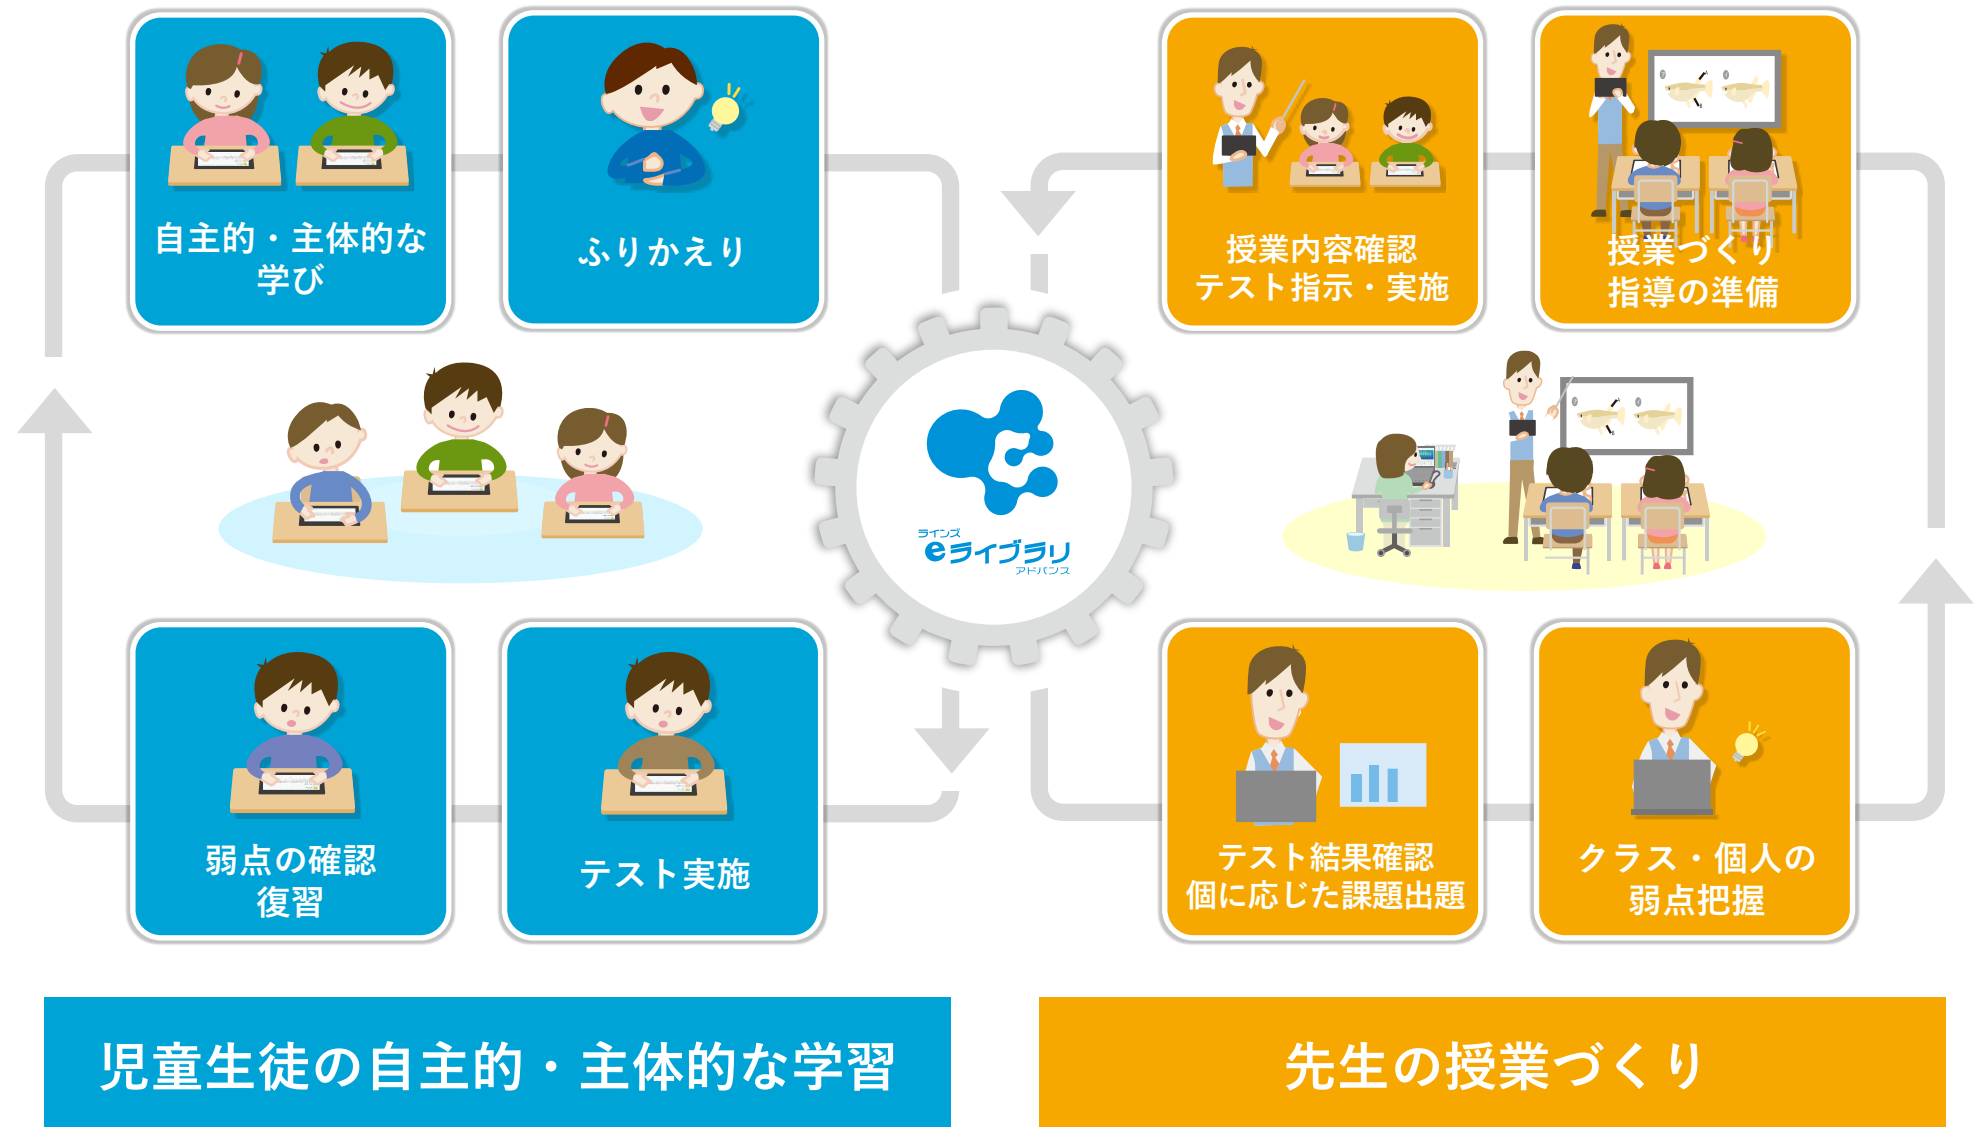 自主的・主体的な
学び
ふりかえり
授業内容確認
テスト指示・実施
授業づくり
指導の準備
ラインズ
eライブラリ
アドバンス
弱点の確認
復習
テスト実施
テスト結果確認
個に応じた課題出題
クラス・個人の
弱点把握
児童生徒の自主的・主体的な学習
先生の授業づくり